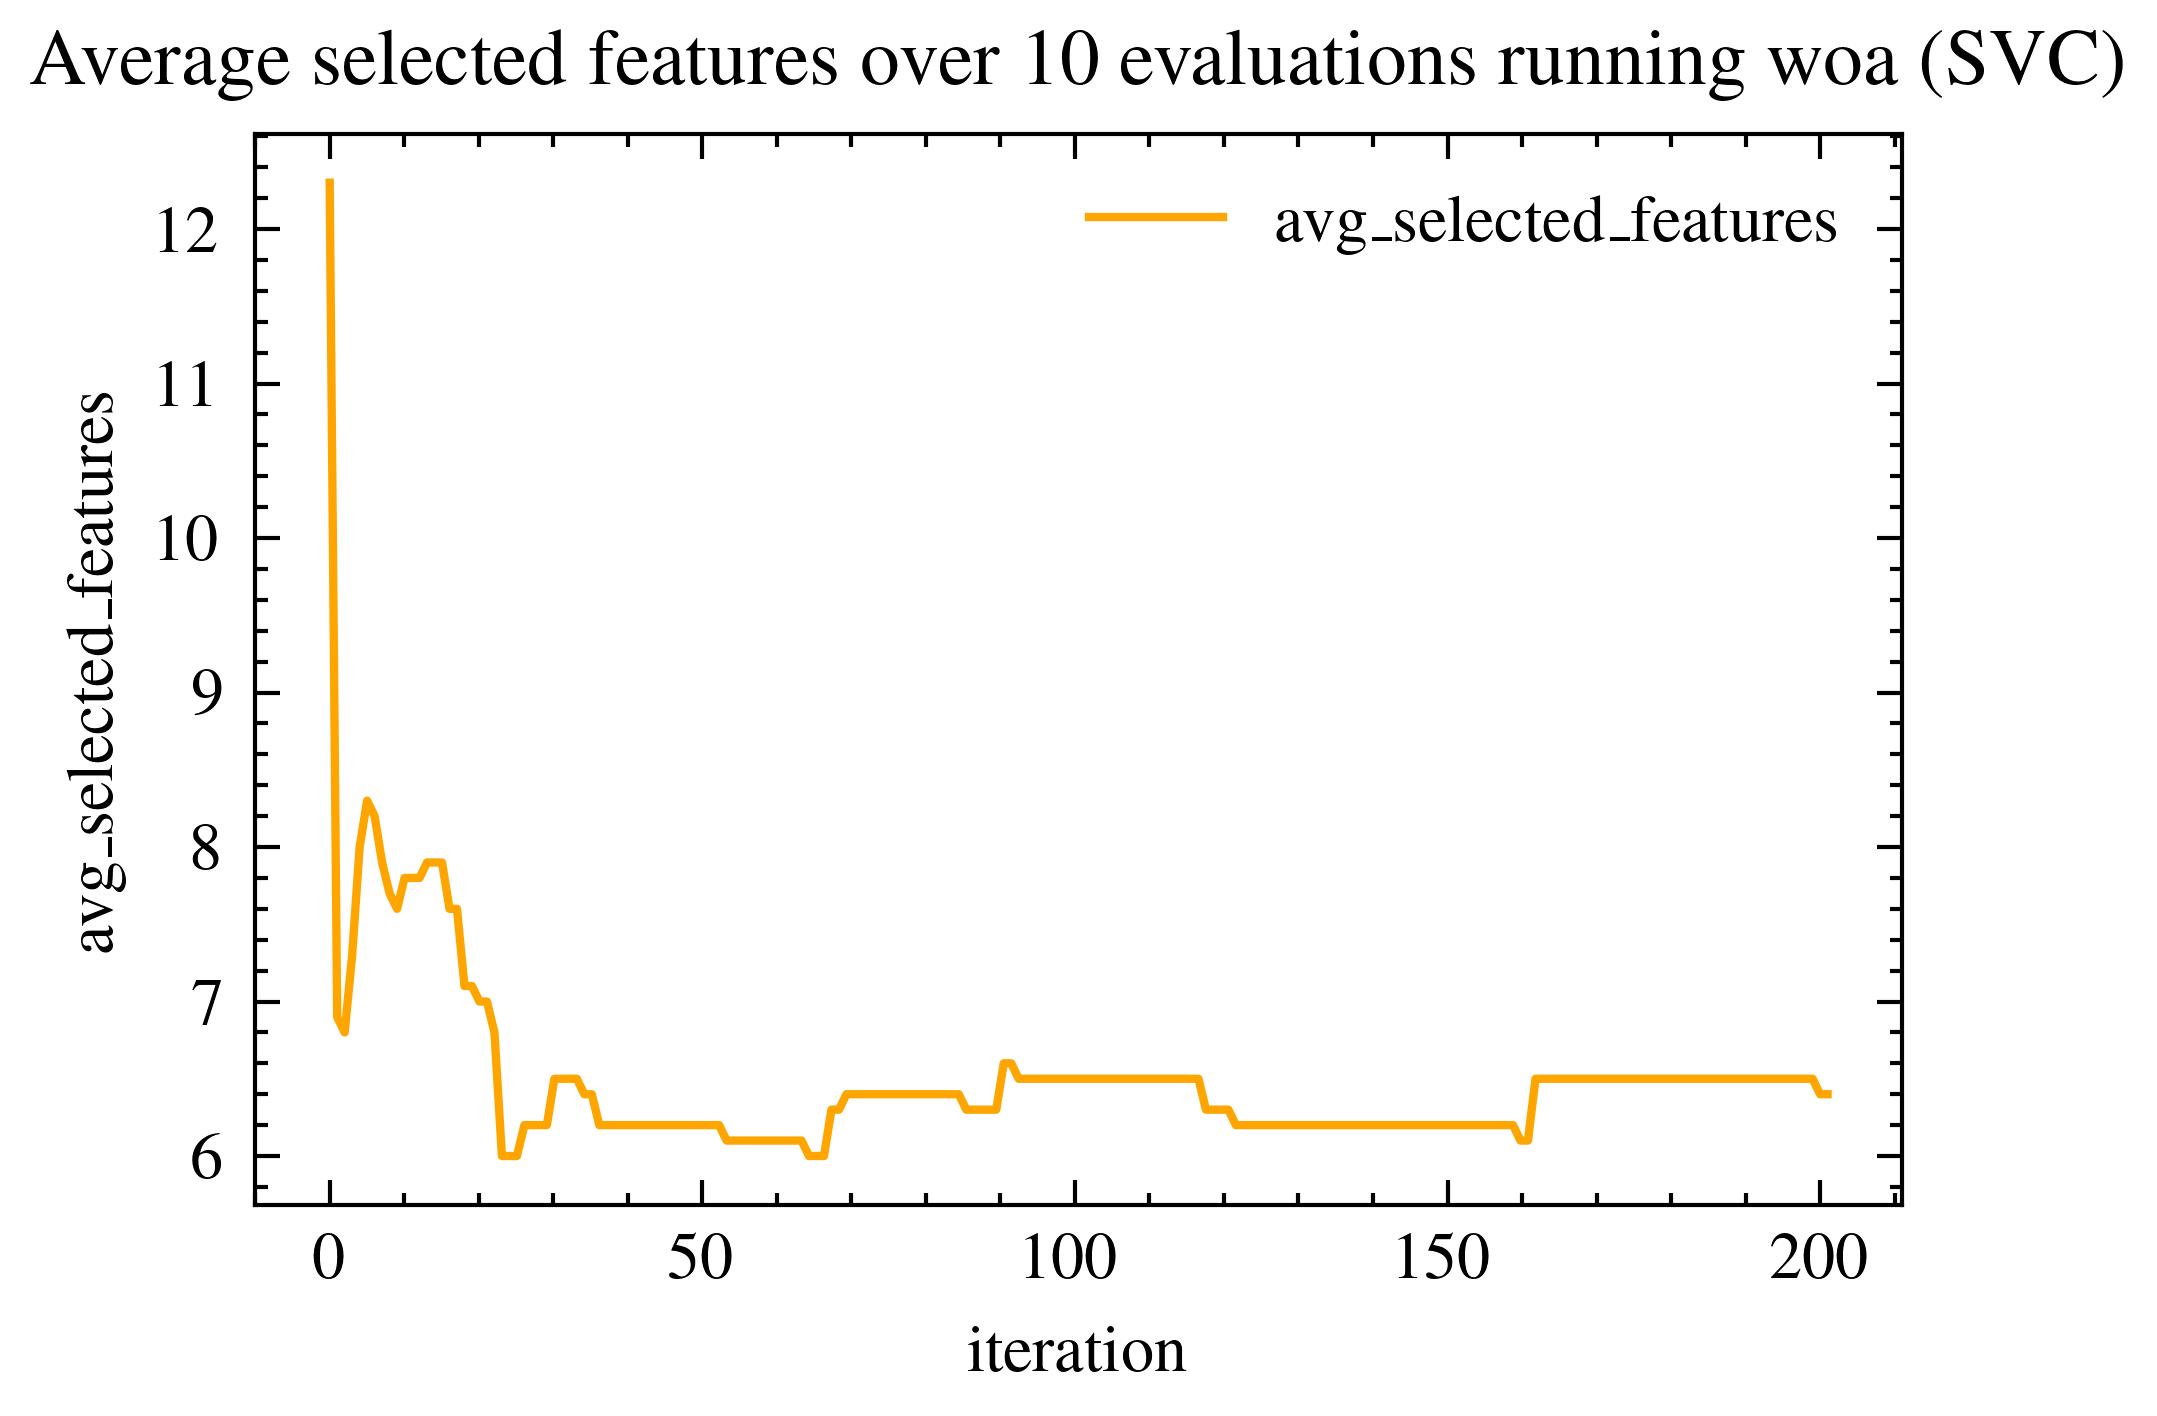 Average selected features over 10 evaluations running woa (SVC)
avg_selected_features
12
11
10
9
8
7
6
avg_selected_features
0 50 100 150 200
iteration